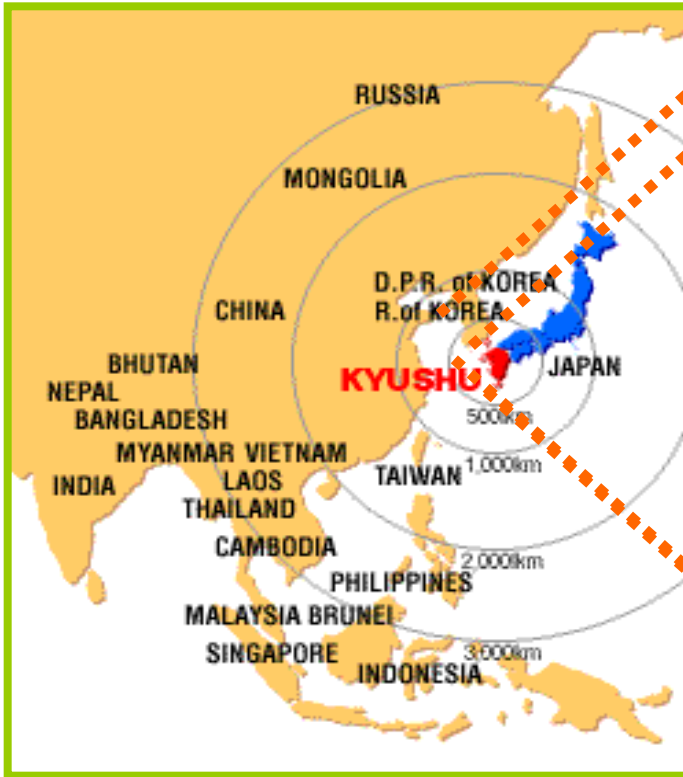 RUSSIA
MONGOLIA
D.P.R. of KOREA
CHINA
R.of KOREA
BHUTAN
JAPAN
KYUSHU
NEPAL
500km
BANGLADESH
MYANMAR VIETNAM
1,000km
INDIA
LAOS
TAIWAN
THAILAND
CAMBODIA
2,000km
PHILIPPINES
MALAYSIA BRUNEI
SINGAPORE
3,000km
INDONESIA